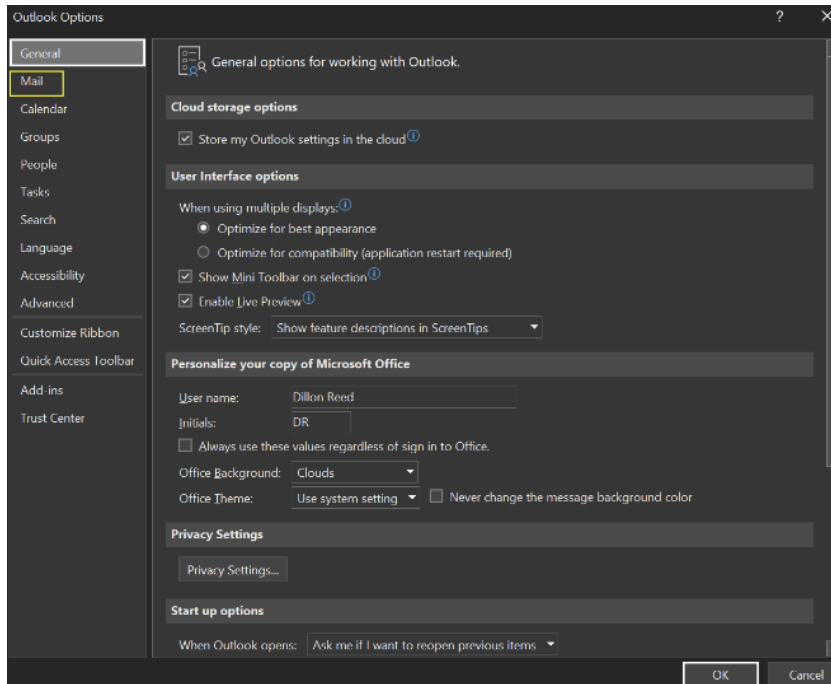 Outlook Options
?
General
Mail
Calendar
Groups
People
Tasks
Search
Language
Accessibility
Advanced
Customize Ribbon
Quick Access Toolbar
Add-ins
Trust Center
General options for working with Outlook.
Cloud storage options
Store my Outlook settings in the cloud
User Interface options
When using multiple displays:
Optimize for best appearance
Optimize for compatibility (application restart required)
Show Mini Toolbar on selection
Enable Live Preview
ScreenTip style: Show feature descriptions in ScreenTips
Personalize your copy of Microsoft Office
User name: Dillon Reed
Initials: DR
Always use these values regardless of sign in to Office.
Office Background: Clouds
Office Theme: Use system setting Never change the message background color
Privacy Settings
Privacy Settings...
Start up options
When Outlook opens: Ask me if I want to reopen previous items
OK Cancel